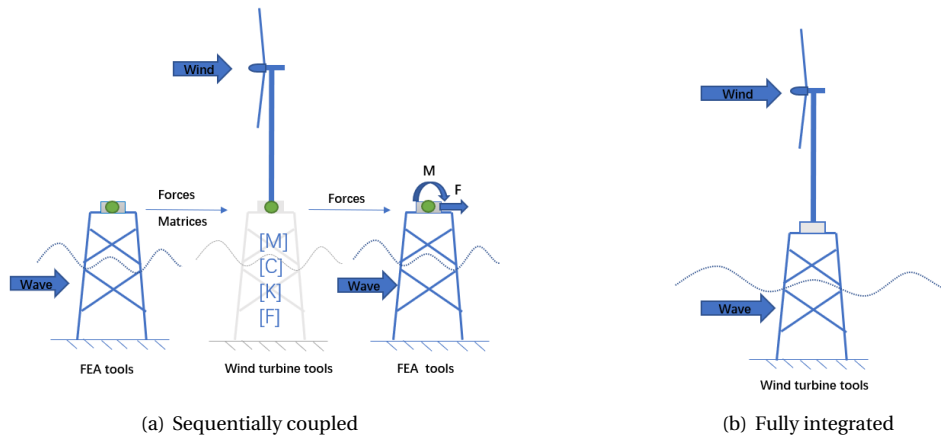 Wind
Wind
M
F
Forces
Matrices
Forces
[M]
[C]
[K]
[F]
Wave
Wave
Wave
FEA tools
Wind turbine tools
FEA tools
Wind turbine tools
(a) Sequentially coupled
(b) Fully integrated